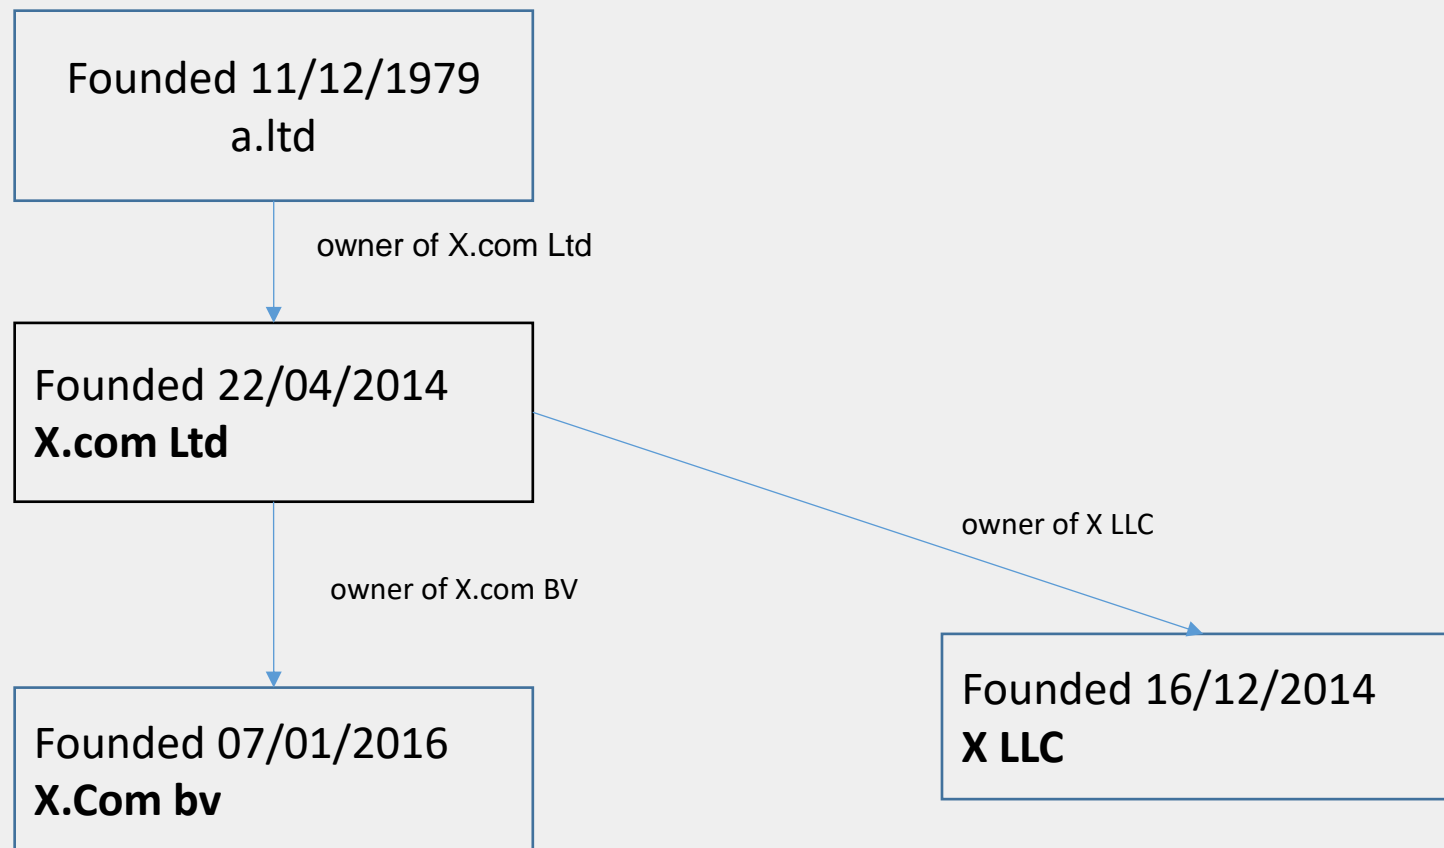 Founded 11/12/1979
a.ltd
owner of X.com Ltd
Founded 22/04/2014
X.com Ltd
owner of X LLC
owner of X.com BV
Founded 16/12/2014
X LLC
Founded 07/01/2016
X.Com bv